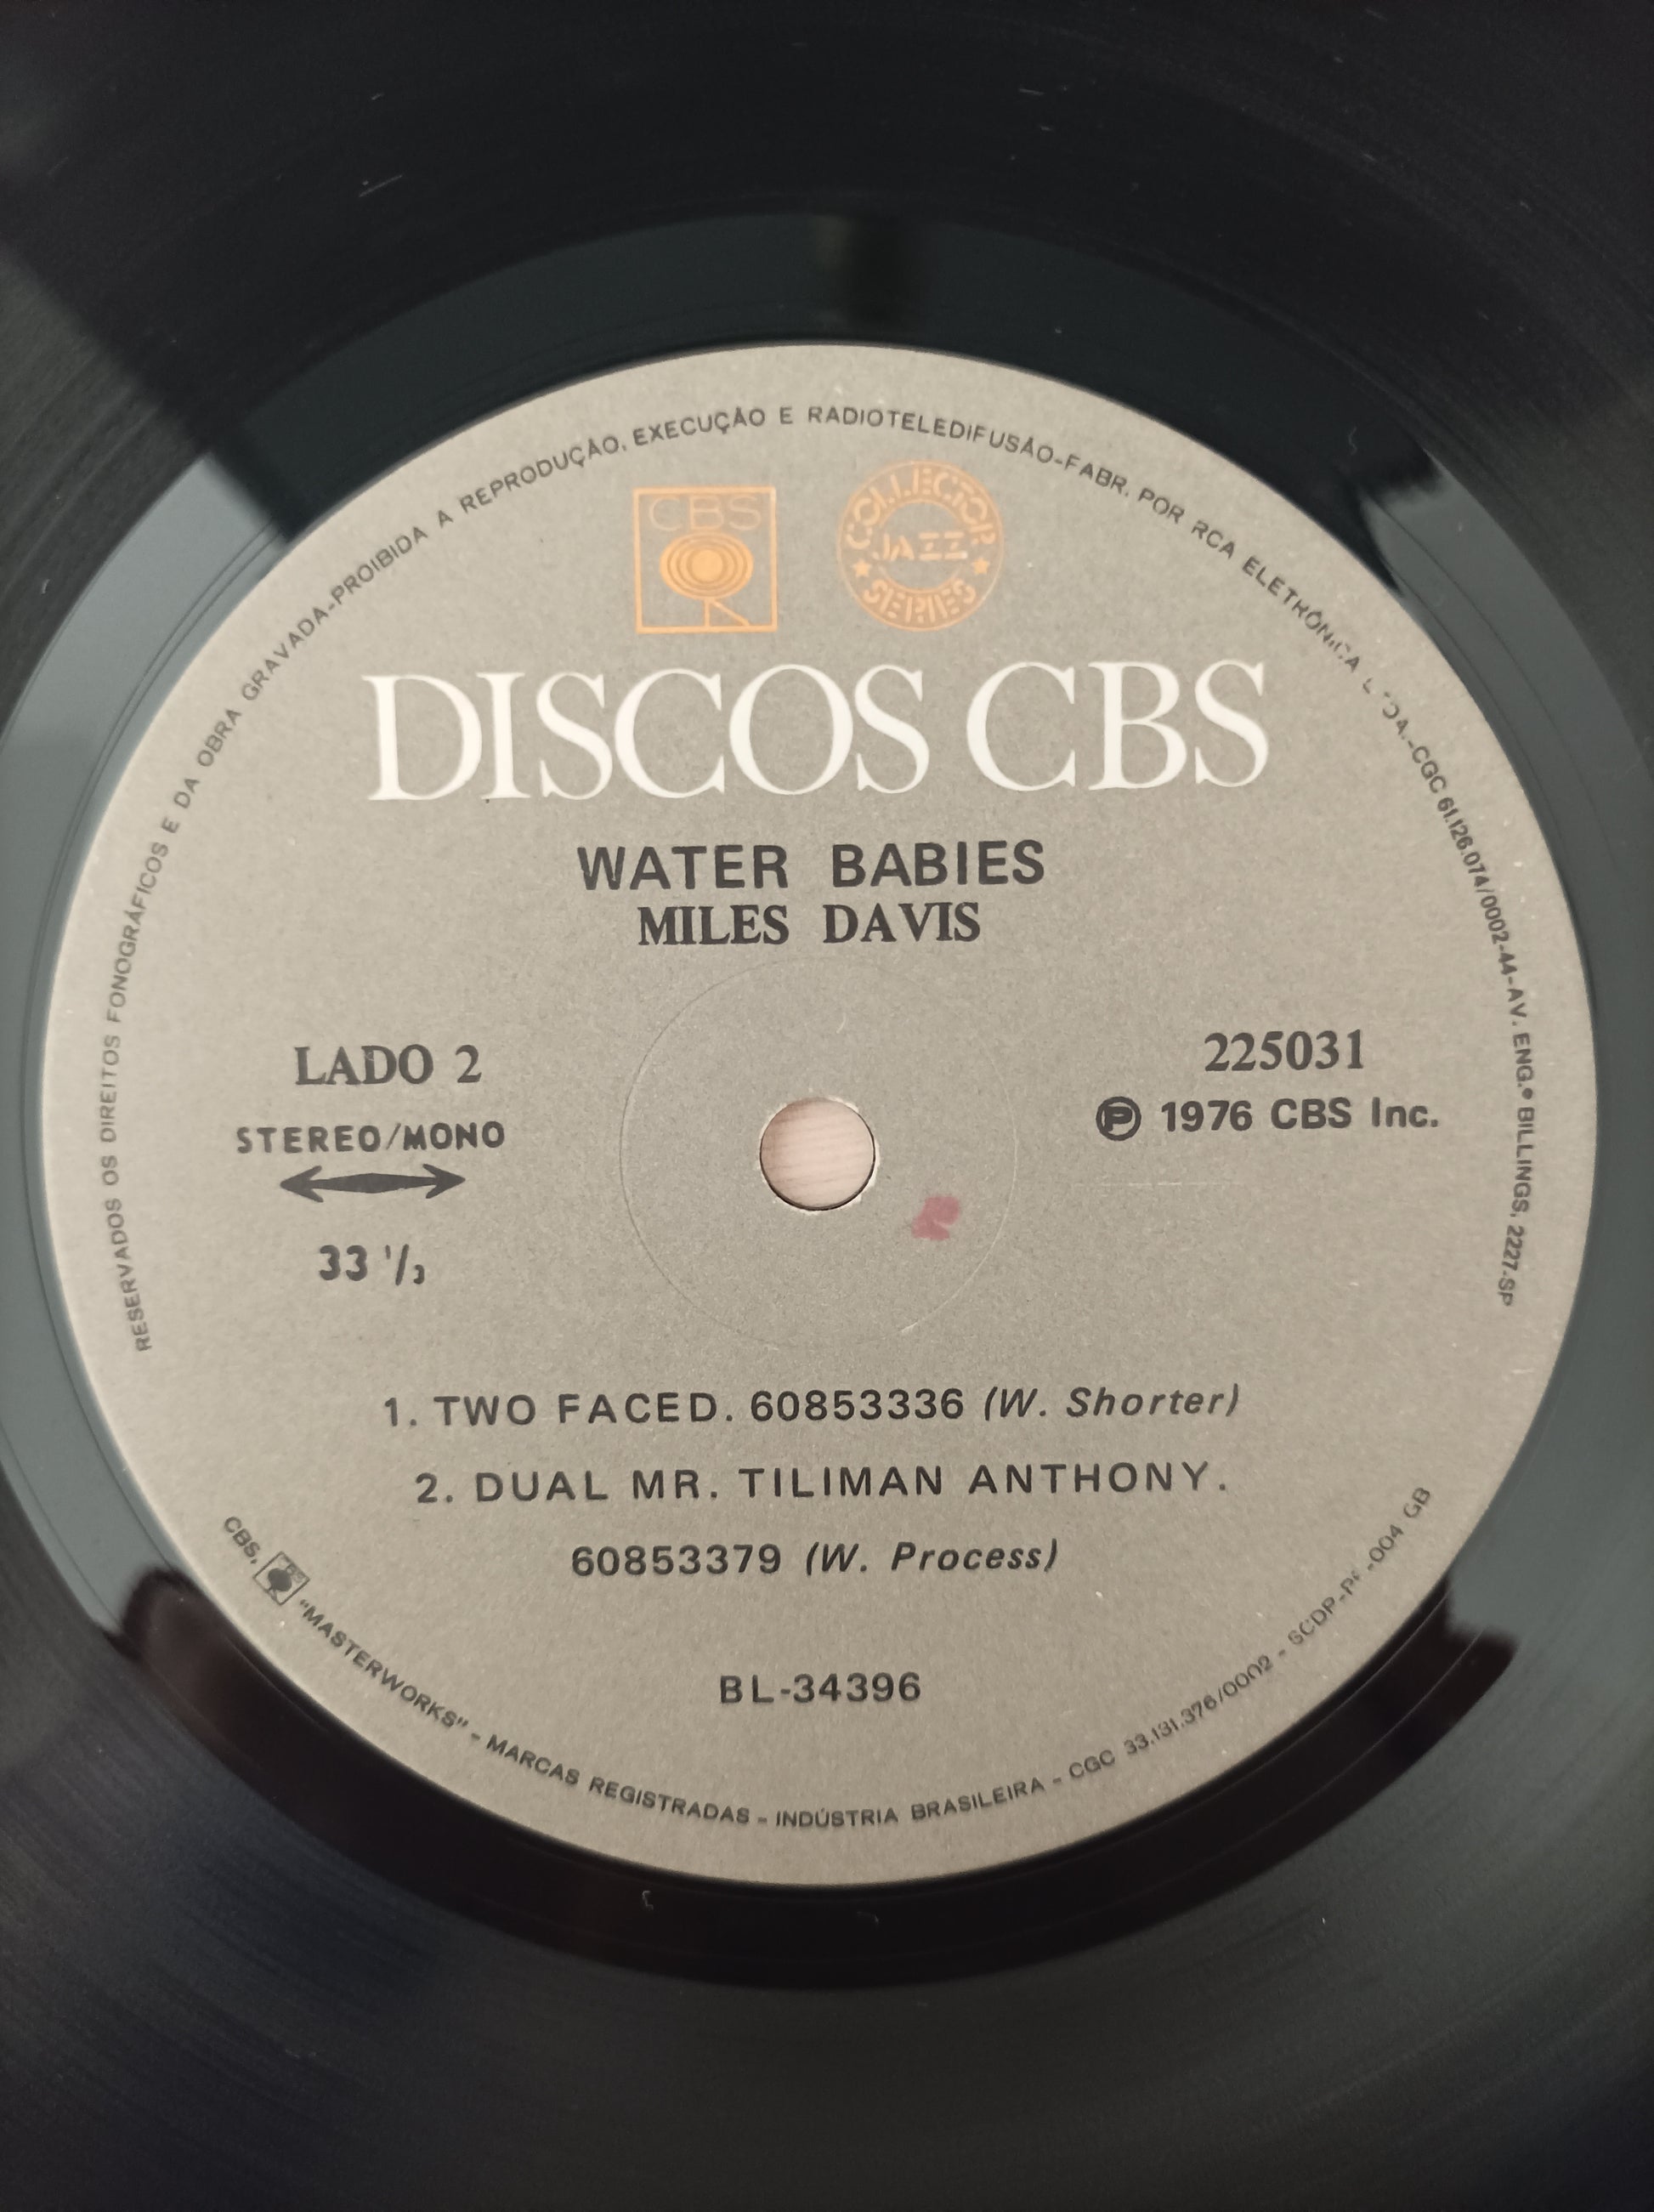 RESERVADOS OS DIREITOS FONOGRÁFICOS E DA OBRA GRAVADA-PROIBIDA A REPRODUÇÃO, EXECUÇÃO E RADIOTELEDIFUSÃO-FABR. POR RCA ELETRÔNICA -CGC 61.126.074/0002-44-AV. ENG.º BILLINGS, 2227-SP
CBS
COLLECTOR JAZZ SERIES
DISCOS CBS
WATER BABIES
MILES DAVIS
LADO 2
225031
STEREO/MONO
Ⓟ 1976 CBS Inc.
33 1/3
1. TWO FACED. 60853336 (W. Shorter)
2. DUAL MR. TILIMAN ANTHONY.
60853379 (W. Process)
BL-34396
CBS, "MASTERWORKS" - MARCAS REGISTRADAS - INDÚSTRIA BRASILEIRA - CGC 33.131.376/0002 - -004 GB